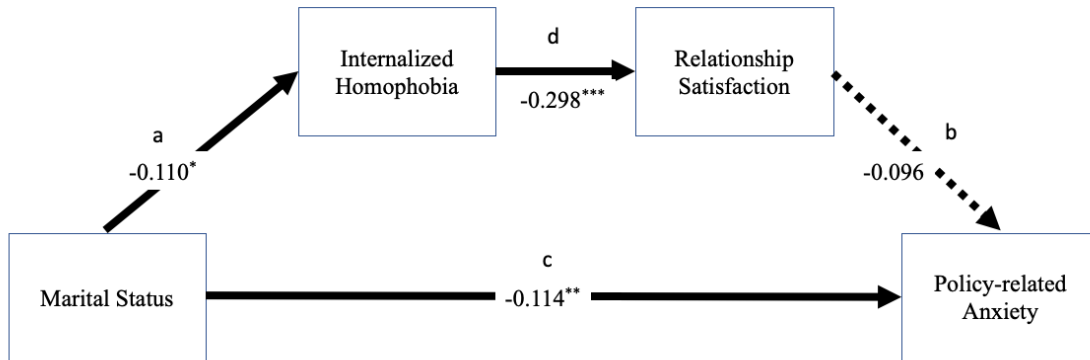 d
Internalized
Homophobia
-0.298***
Relationship
Satisfaction
a
-0.110*
b
-0.096
Marital Status
c
-0.114**
Policy-related
Anxiety